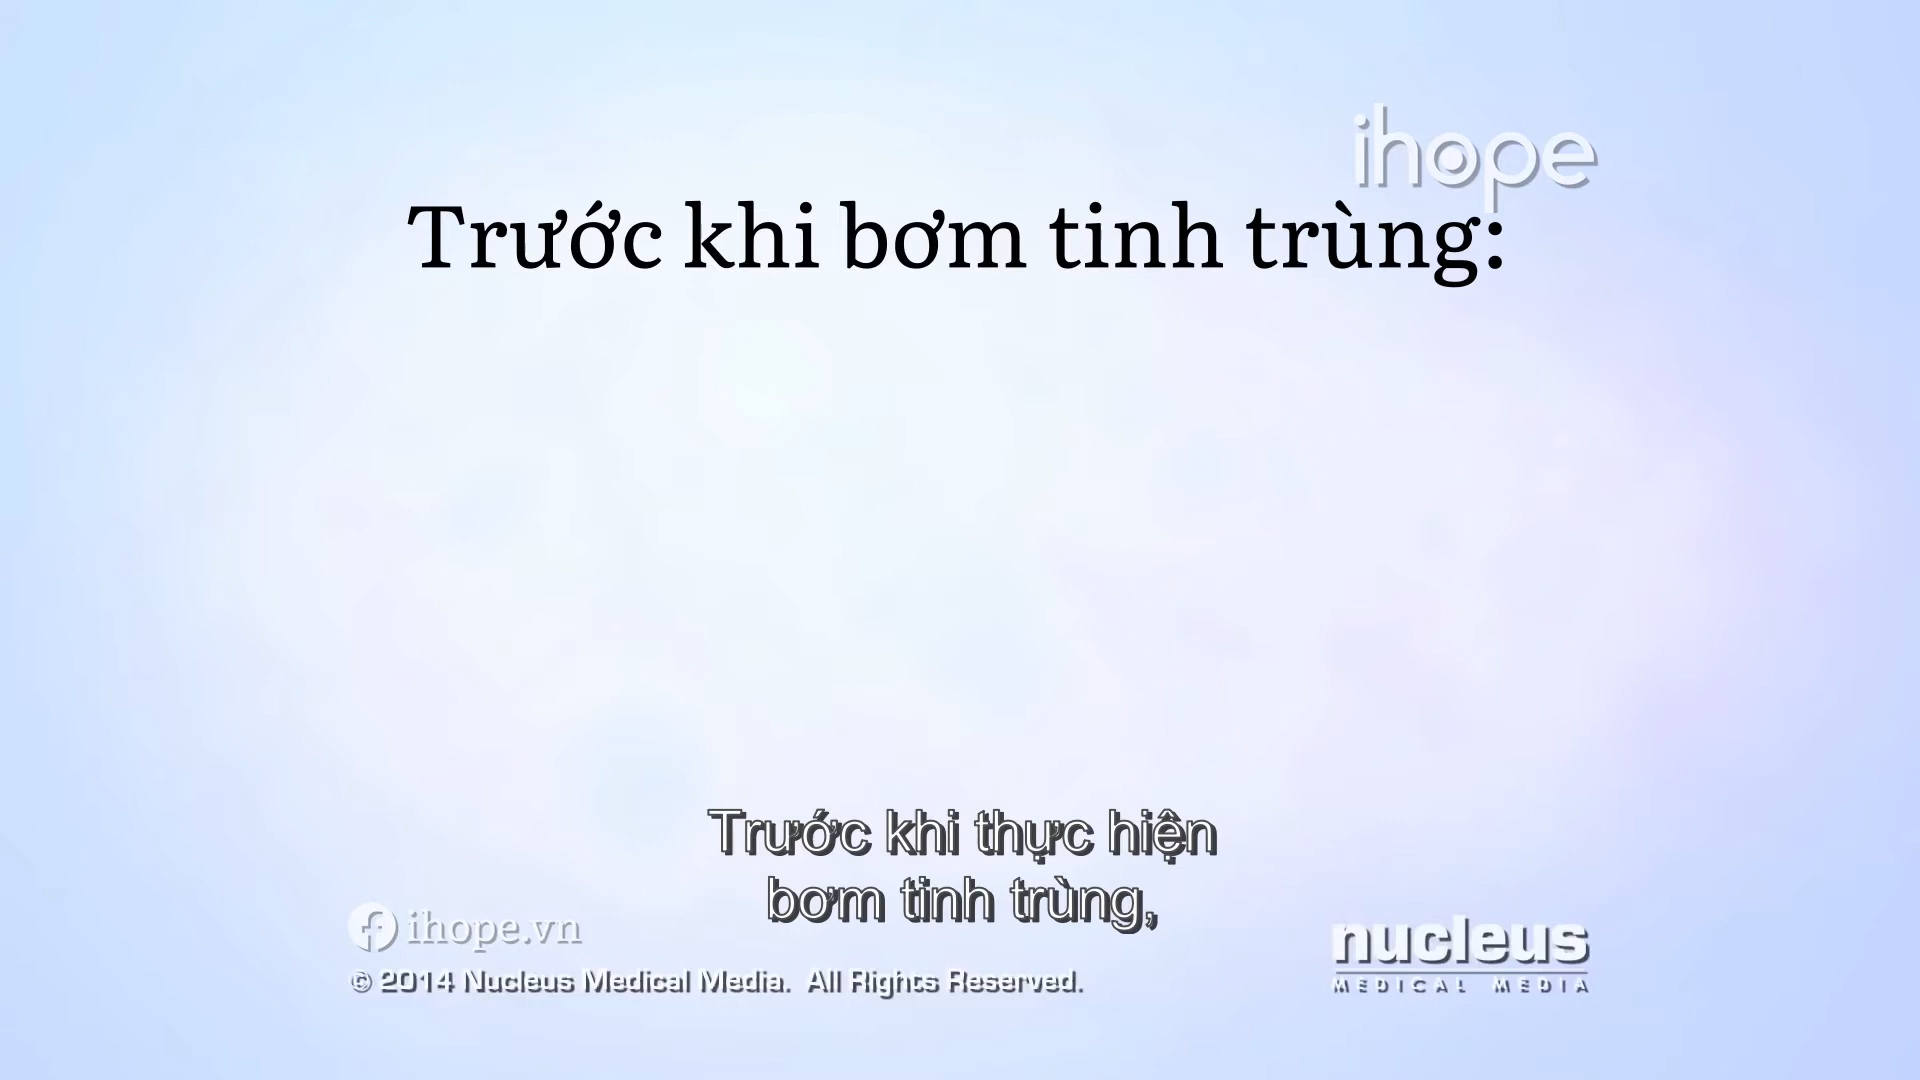 ihope
Trước khi bơm tinh trùng:
Trước khi thực hiện
bơm tinh trùng,
ihope.vn
© 2014 Nucleus Medical Media. All Rights Reserved.
nucleus
MEDICAL MEDIA